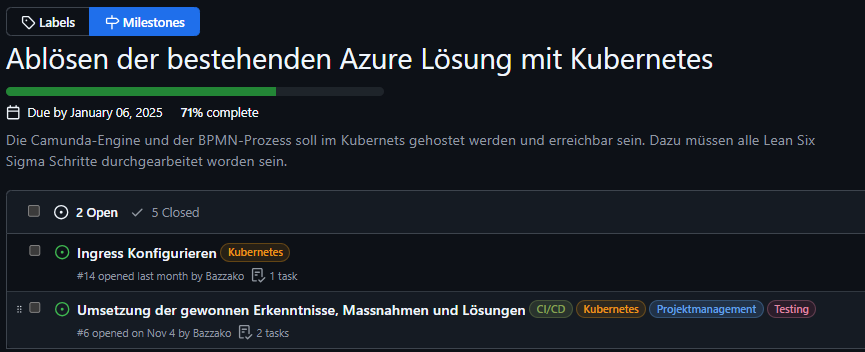 Labels Milestones
Ablösen der bestehenden Azure Lösung mit Kubernetes
Due by January 06, 2025 71% complete
Die Camunda-Engine und der BPMN-Prozess soll im Kubernets gehostet werden und erreichbar sein. Dazu müssen alle Lean Six
Sigma Schritte durchgearbeitet worden sein.
2 Open 5 Closed
Ingress Konfigurieren Kubernetes
#14 opened last month by Bazzako 1 task
Umsetzung der gewonnen Erkenntnisse, Massnahmen und Lösungen CI/CD Kubernetes Projektmanagement Testing
#6 opened on Nov 4 by Bazzako 2 tasks